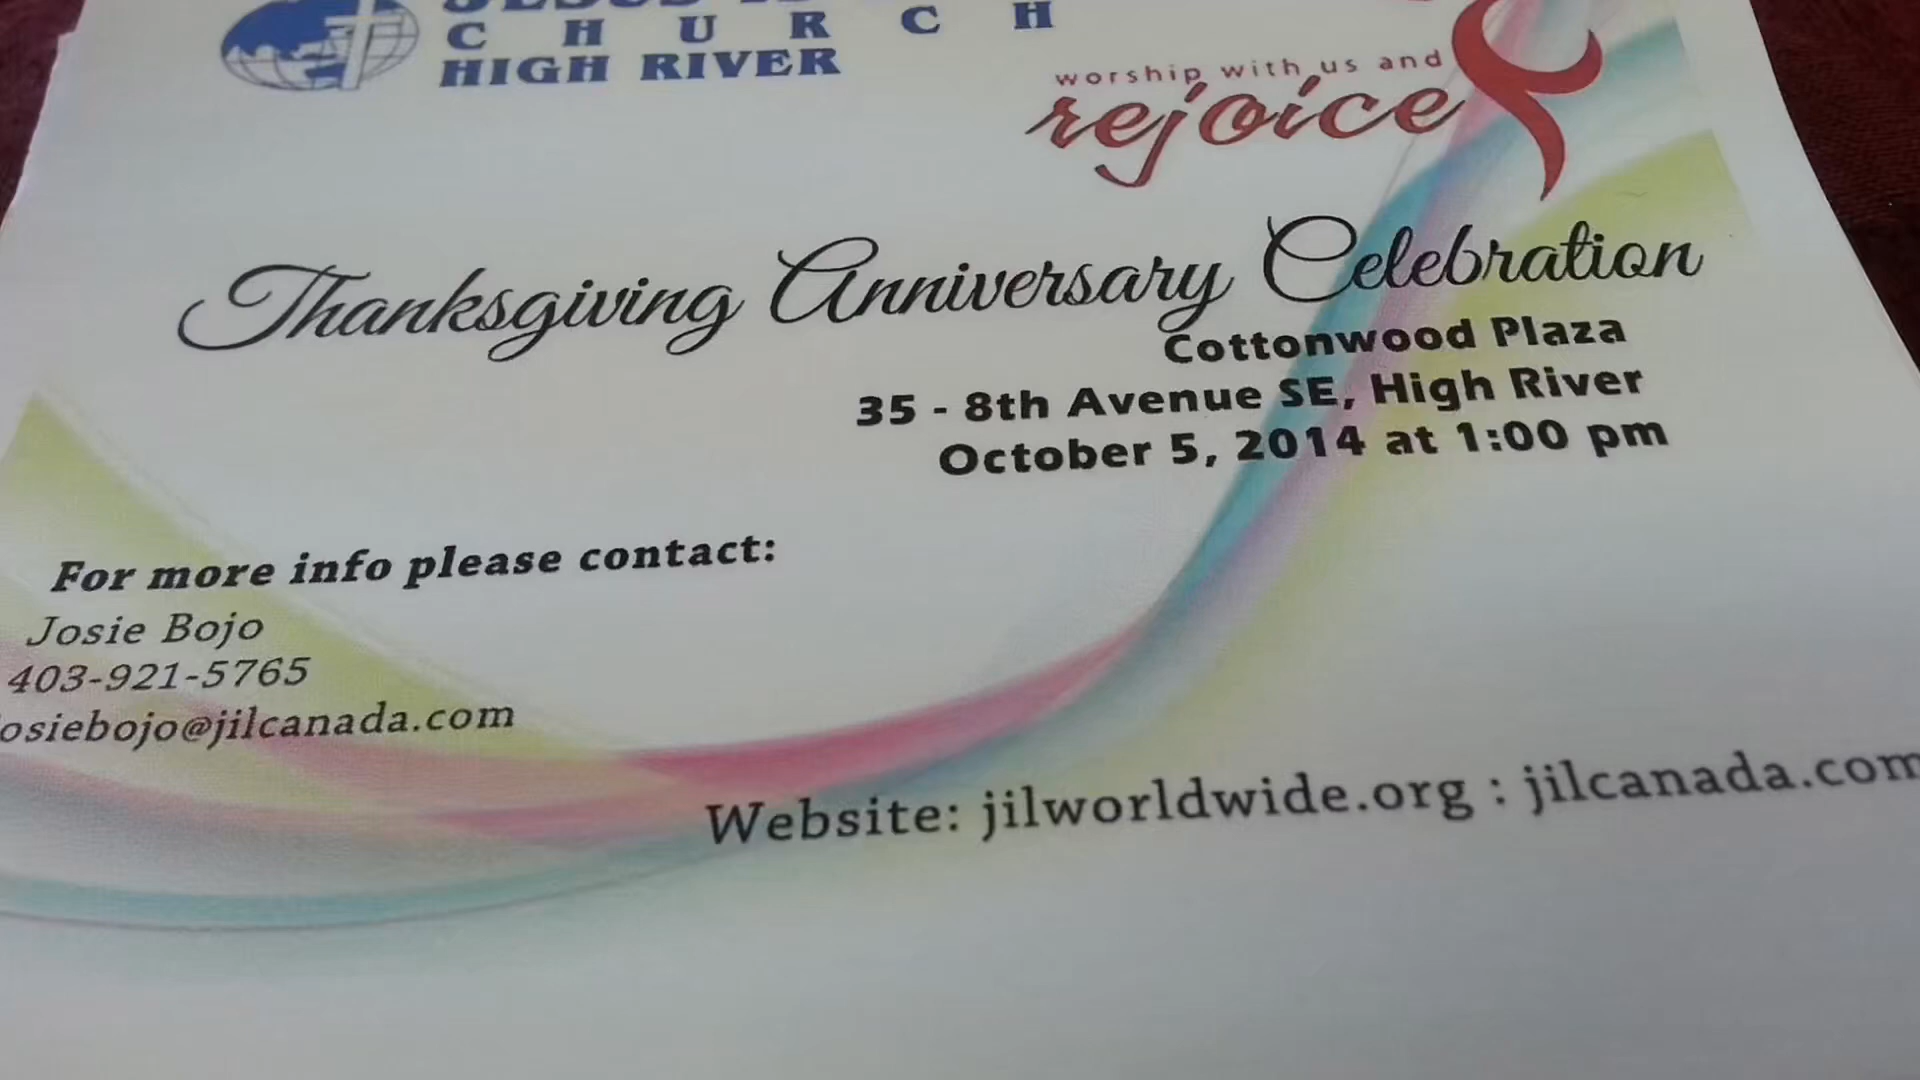 C H U R C H
HIGH RIVER
worship with us and
rejoice
Thanksgiving Anniversary Celebration
Cottonwood Plaza
35 - 8th Avenue SE, High River
October 5, 2014 at 1:00 pm
For more info please contact:
Josie Bojo
403-921-5765
osiebojo@jilcanada.com
Website: jilworldwide.org : jilcanada.com